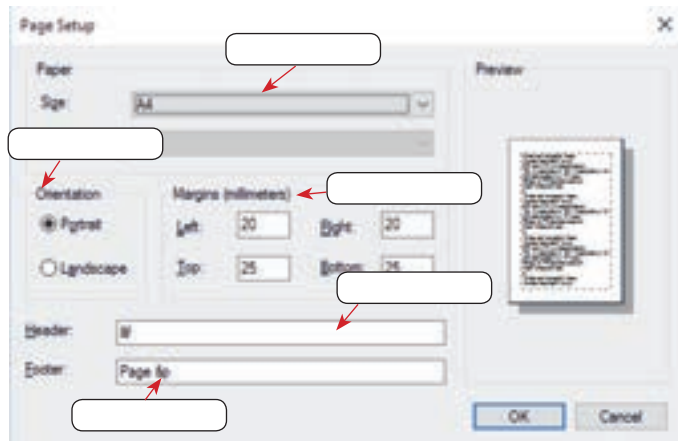 Page Setup
Paper
Size:
A4
Orientation
Portrait
Landscape
Margins (millimeters)
Left: 20 Right: 20
Top: 25 Bottom: 25
Header: &f
Footer: Page &p
Preview
OK Cancel